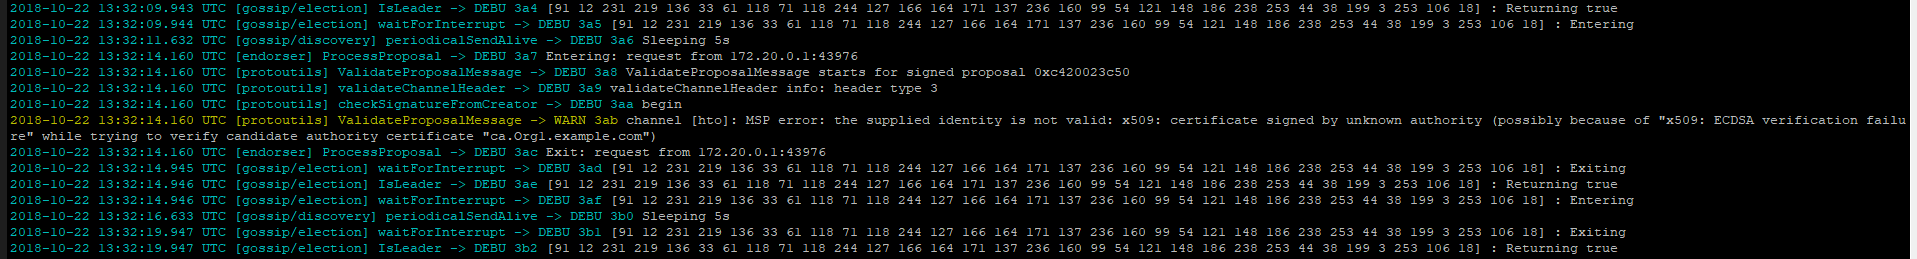 2018-10-22 13:32:09.943 UTC [gossip/election] IsLeader -> DEBU 3a4 [91 12 231 219 136 33 61 118 71 118 244 127 166 164 171 137 236 160 99 54 121 148 186 238 253 44 38 199 3 253 106 18] : Returning true
2018-10-22 13:32:09.944 UTC [gossip/election] waitForInterrupt -> DEBU 3a5 [91 12 231 219 136 33 61 118 71 118 244 127 166 164 171 137 236 160 99 54 121 148 186 238 253 44 38 199 3 253 106 18] : Entering
2018-10-22 13:32:11.632 UTC [gossip/discovery] periodicalSendAlive -> DEBU 3a6 Sleeping 5s
2018-10-22 13:32:14.160 UTC [endorser] ProcessProposal -> DEBU 3a7 Entering: request from 172.20.0.1:43976
2018-10-22 13:32:14.160 UTC [protoutils] ValidateProposalMessage -> DEBU 3a8 ValidateProposalMessage starts for signed proposal 0xc420023c50
2018-10-22 13:32:14.160 UTC [protoutils] validateChannelHeader -> DEBU 3a9 validateChannelHeader info: header type 3
2018-10-22 13:32:14.160 UTC [protoutils] checkSignatureFromCreator -> DEBU 3aa begin
2018-10-22 13:32:14.160 UTC [protoutils] ValidateProposalMessage -> WARN 3ab channel [hto]: MSP error: the supplied identity is not valid: x509: certificate signed by unknown authority (possibly because of "x509: ECDSA verification failu
re" while trying to verify candidate authority certificate "ca.Org1.example.com")
2018-10-22 13:32:14.160 UTC [endorser] ProcessProposal -> DEBU 3ac Exit: request from 172.20.0.1:43976
2018-10-22 13:32:14.945 UTC [gossip/election] waitForInterrupt -> DEBU 3ad [91 12 231 219 136 33 61 118 71 118 244 127 166 164 171 137 236 160 99 54 121 148 186 238 253 44 38 199 3 253 106 18] : Exiting
2018-10-22 13:32:14.946 UTC [gossip/election] IsLeader -> DEBU 3ae [91 12 231 219 136 33 61 118 71 118 244 127 166 164 171 137 236 160 99 54 121 148 186 238 253 44 38 199 3 253 106 18] : Returning true
2018-10-22 13:32:14.946 UTC [gossip/election] waitForInterrupt -> DEBU 3af [91 12 231 219 136 33 61 118 71 118 244 127 166 164 171 137 236 160 99 54 121 148 186 238 253 44 38 199 3 253 106 18] : Entering
2018-10-22 13:32:16.633 UTC [gossip/discovery] periodicalSendAlive -> DEBU 3b0 Sleeping 5s
2018-10-22 13:32:19.947 UTC [gossip/election] waitForInterrupt -> DEBU 3b1 [91 12 231 219 136 33 61 118 71 118 244 127 166 164 171 137 236 160 99 54 121 148 186 238 253 44 38 199 3 253 106 18] : Exiting
2018-10-22 13:32:19.947 UTC [gossip/election] IsLeader -> DEBU 3b2 [91 12 231 219 136 33 61 118 71 118 244 127 166 164 171 137 236 160 99 54 121 148 186 238 253 44 38 199 3 253 106 18] : Returning true